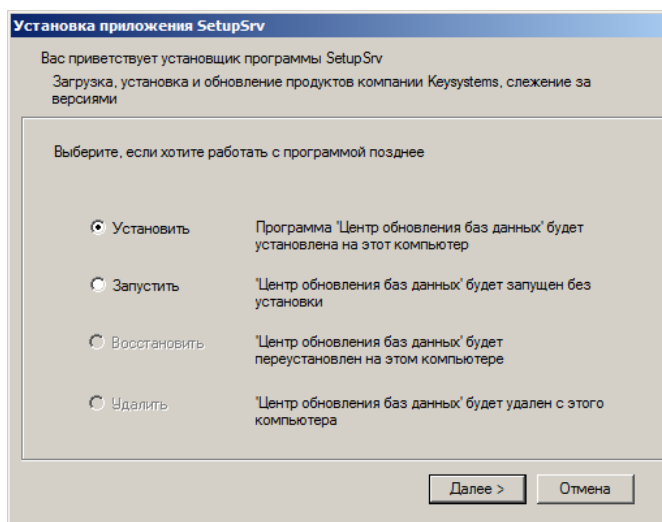 Установка приложения SetupSrv
Вас приветствует установщик программы SetupSrv
Загрузка, установка и обновление продуктов компании Keysystems, слежение за
версиями
Выберите, если хотите работать с программой позднее
Установить
Программа 'Центр обновления баз данных' будет
установлена на этот компьютер
Запустить
'Центр обновления баз данных' будет запущен без
установки
Восстановить
'Центр обновления баз данных' будет
переустановлен на этом компьютере
Удалить
'Центр обновления баз данных' будет удален с этого
компьютера
Далее >
Отмена